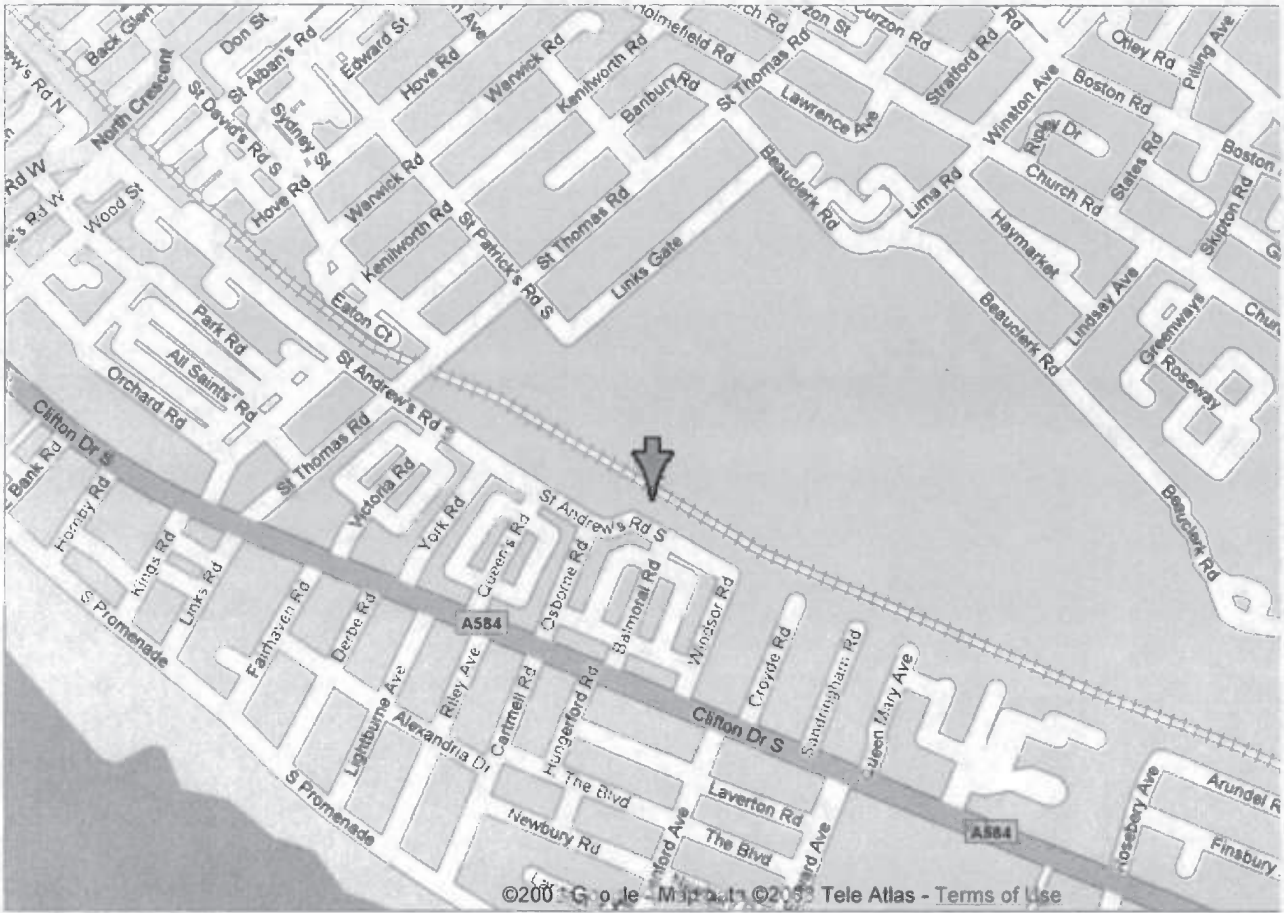 Back Glen
Don St
St Alban's Rd
Edward St
Hove Rd
Warwick Rd
Kenilworth Rd
Holmefield Rd
Banbury Rd
St Thomas Rd
Curzon St
Curzon Rd
Stratford Rd
Lawrence Ave
Winston Ave
Otley Rd
Pilling Ave
Boston Rd
Boston
Ripley Dr
States Rd
Church Rd
Skipton Rd
North Crescent
St David's Rd S
Sydney St
Hove Rd
Warwick Rd
Kenilworth Rd
St Patrick's Rd S
St Thomas Rd
Links Gate
Beauclerk Rd
Lima Rd
Haymarket
Lindsay Ave
Greenways
Roseway
Beauclerk Rd
Beauclerk Rd
Rd W
Wood St
Eaton Ct
Park Rd
All Saints' Rd
Orchard Rd
St Andrew's Rd
St Thomas Rd
Clifton Dr S
Bank Rd
Hornby Rd
Kings Rd
Links Rd
Fairhaven Rd
Derbe Rd
Victoria Rd
York Rd
Queen's Rd
St Andrew's Rd S
Osborne Rd
Balmoral Rd
Windsor Rd
Croyde Rd
Sandringham Rd
Queen Mary Ave
A584
S Promenade
Lightburne Ave
Riley Ave
Cartmell Rd
Hungerford Rd
Alexandria Dr
Clifton Dr S
The Blvd
Laverton Rd
Newbury Rd
The Blvd
S Promenade
A584
Rosebery Ave
Arundel R
Finsbury
Tele Atlas - Terms of Use